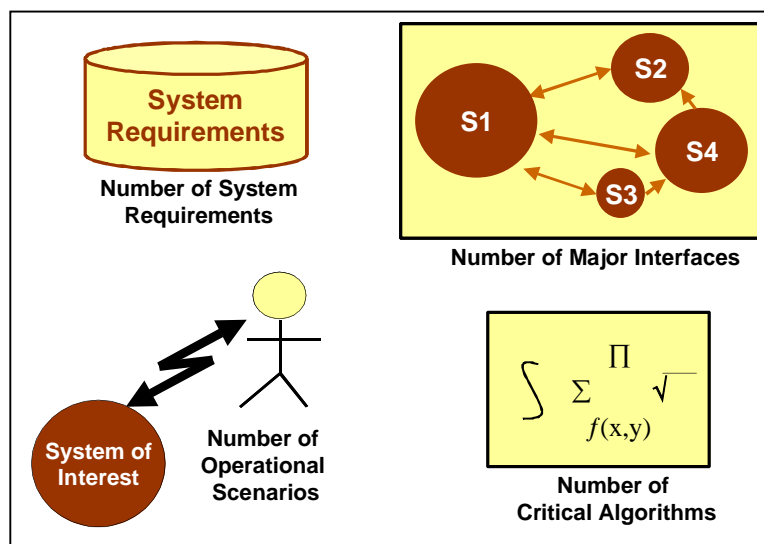 System
Requirements
Number of System
Requirements
S1
S2
S4
S3
Number of Major Interfaces
System of
Interest
Number of
Operational
Scenarios
∏
∫ Σ √
f(x,y)
Number of
Critical Algorithms